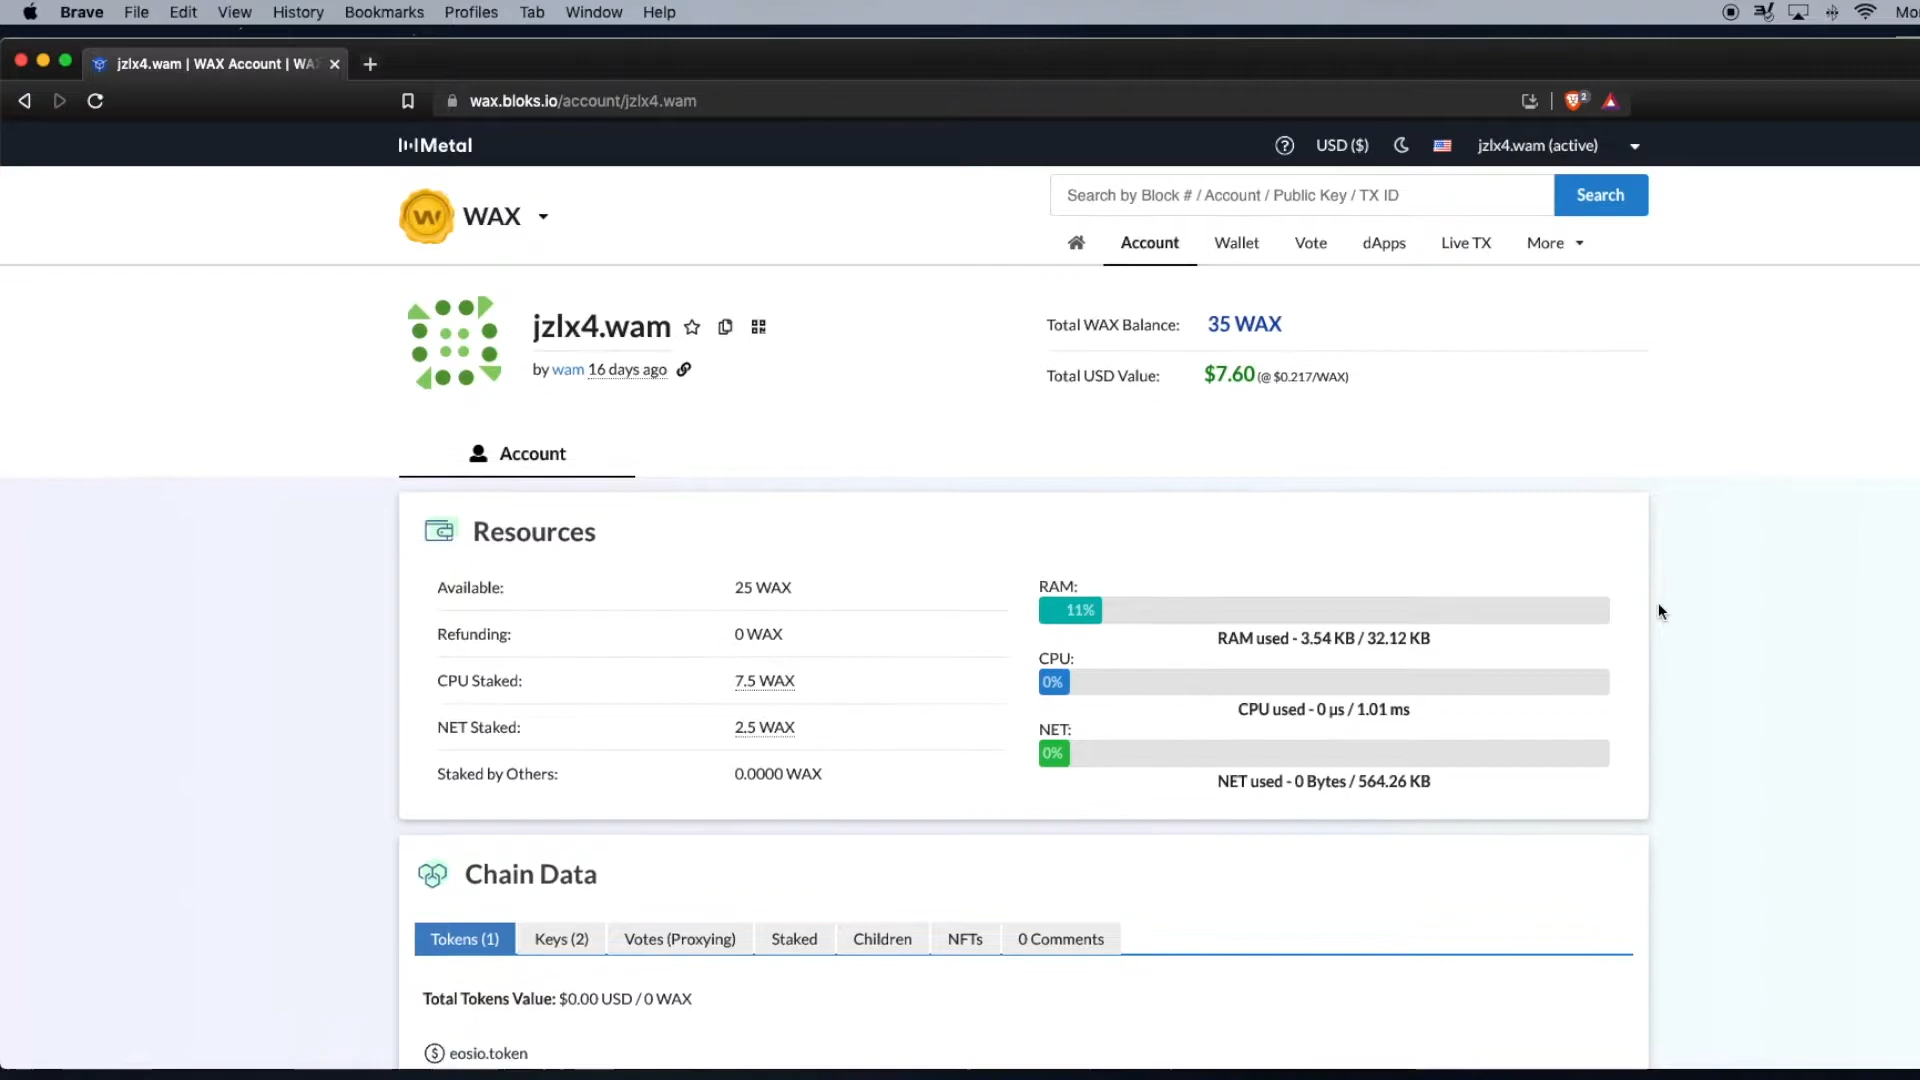 Brave File Edit View History Bookmarks Profiles Tab Window Help
jzlx4.wam | WAX Account | WA
wax.bloks.io/account/jzlx4.wam
2
Metal USD ($) jzlx4.wam (active)
WAX
Search by Block # / Account / Public Key / TX ID Search
Account Wallet Vote dApps Live TX More
jzlx4.wam
by wam 16 days ago
Total WAX Balance: 35 WAX
Total USD Value: $7.60 (@ $0.217/WAX)
Account
Resources
Available: 25 WAX
Refunding: 0 WAX
CPU Staked: 7.5 WAX
NET Staked: 2.5 WAX
Staked by Others: 0.0000 WAX
RAM:
11%
RAM used - 3.54 KB / 32.12 KB
CPU:
0%
CPU used - 0 µs / 1.01 ms
NET:
0%
NET used - 0 Bytes / 564.26 KB
Chain Data
Tokens (1) Keys (2) Votes (Proxying) Staked Children NFTs 0 Comments
Total Tokens Value: $0.00 USD / 0 WAX
eosio.token